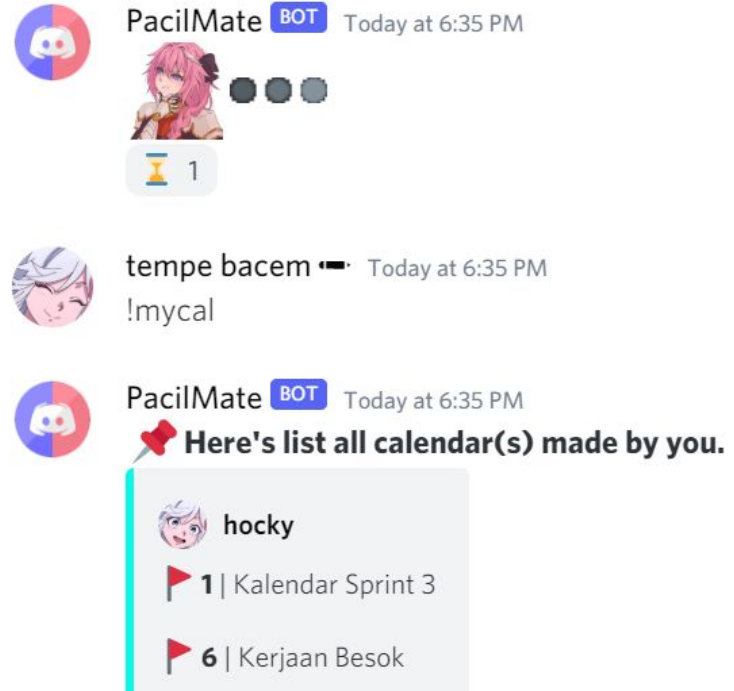 PacilMate BOT Today at 6:35 PM
1
tempe bacem Today at 6:35 PM
!mycal
PacilMate BOT Today at 6:35 PM
Here's list all calendar(s) made by you.
hocky
1 | Kalendar Sprint 3
6 | Kerjaan Besok